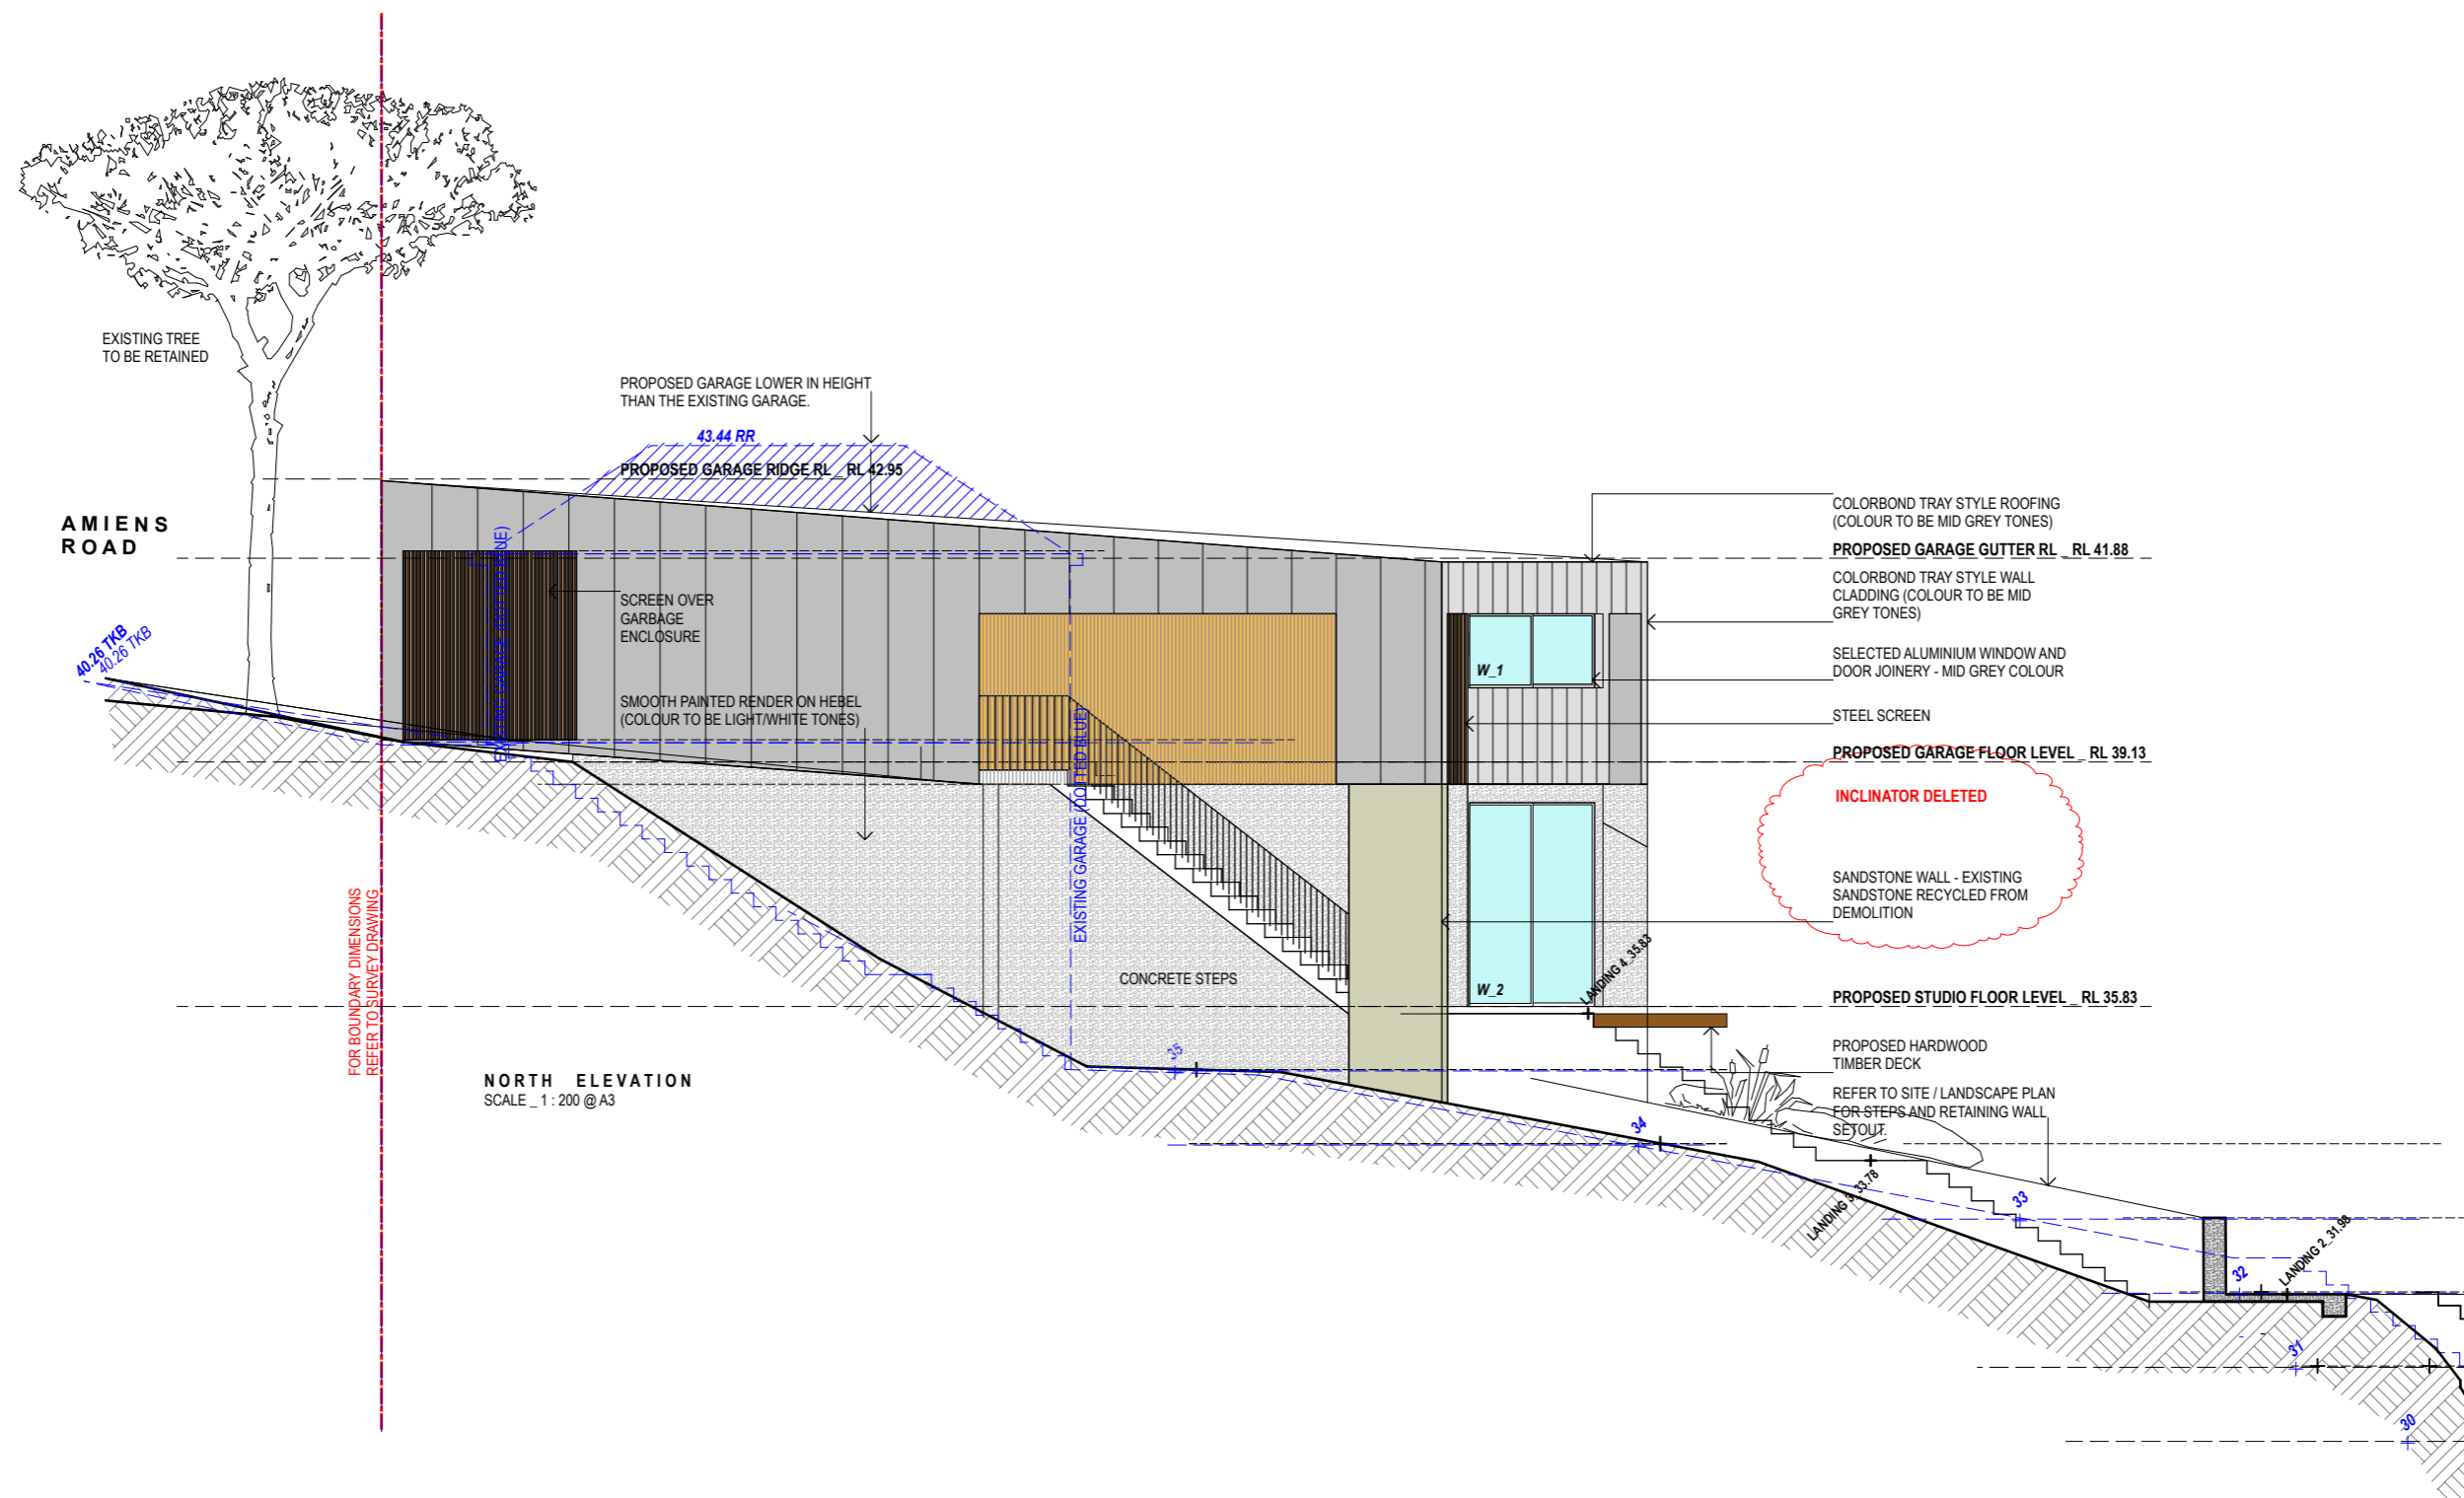 EXISTING TREE
TO BE RETAINED
PROPOSED GARAGE LOWER IN HEIGHT
THAN THE EXISTING GARAGE.
43.44 RR
PROPOSED GARAGE RIDGE RL _ RL 42.95
AMIENS
ROAD
COLORBOND TRAY STYLE ROOFING
(COLOUR TO BE MID GREY TONES)
PROPOSED GARAGE GUTTER RL _ RL 41.88
COLORBOND TRAY STYLE WALL
CLADDING (COLOUR TO BE MID
GREY TONES)
SCREEN OVER
GARBAGE
ENCLOSURE
EXISTING GARAGE (DOTTED BLUE)
40.26 TKB
40.26 TKB
W_1
SELECTED ALUMINIUM WINDOW AND
DOOR JOINERY - MID GREY COLOUR
SMOOTH PAINTED RENDER ON HEBEL
(COLOUR TO BE LIGHT/WHITE TONES)
STEEL SCREEN
PROPOSED GARAGE FLOOR LEVEL _ RL 39.13
EXISTING GARAGE (DOTTED BLUE)
INCLINATOR DELETED
SANDSTONE WALL - EXISTING
SANDSTONE RECYCLED FROM
DEMOLITION
FOR BOUNDARY DIMENSIONS
REFER TO SURVEY DRAWING
CONCRETE STEPS
W_2
LANDING 4_35.83
PROPOSED STUDIO FLOOR LEVEL _ RL 35.83
PROPOSED HARDWOOD
TIMBER DECK
35
NORTH ELEVATION
SCALE _ 1 : 200 @ A3
REFER TO SITE / LANDSCAPE PLAN
FOR STEPS AND RETAINING WALL
SETOUT.
34
LANDING 3_33.78
33
LANDING 2_31.98
32
31
30